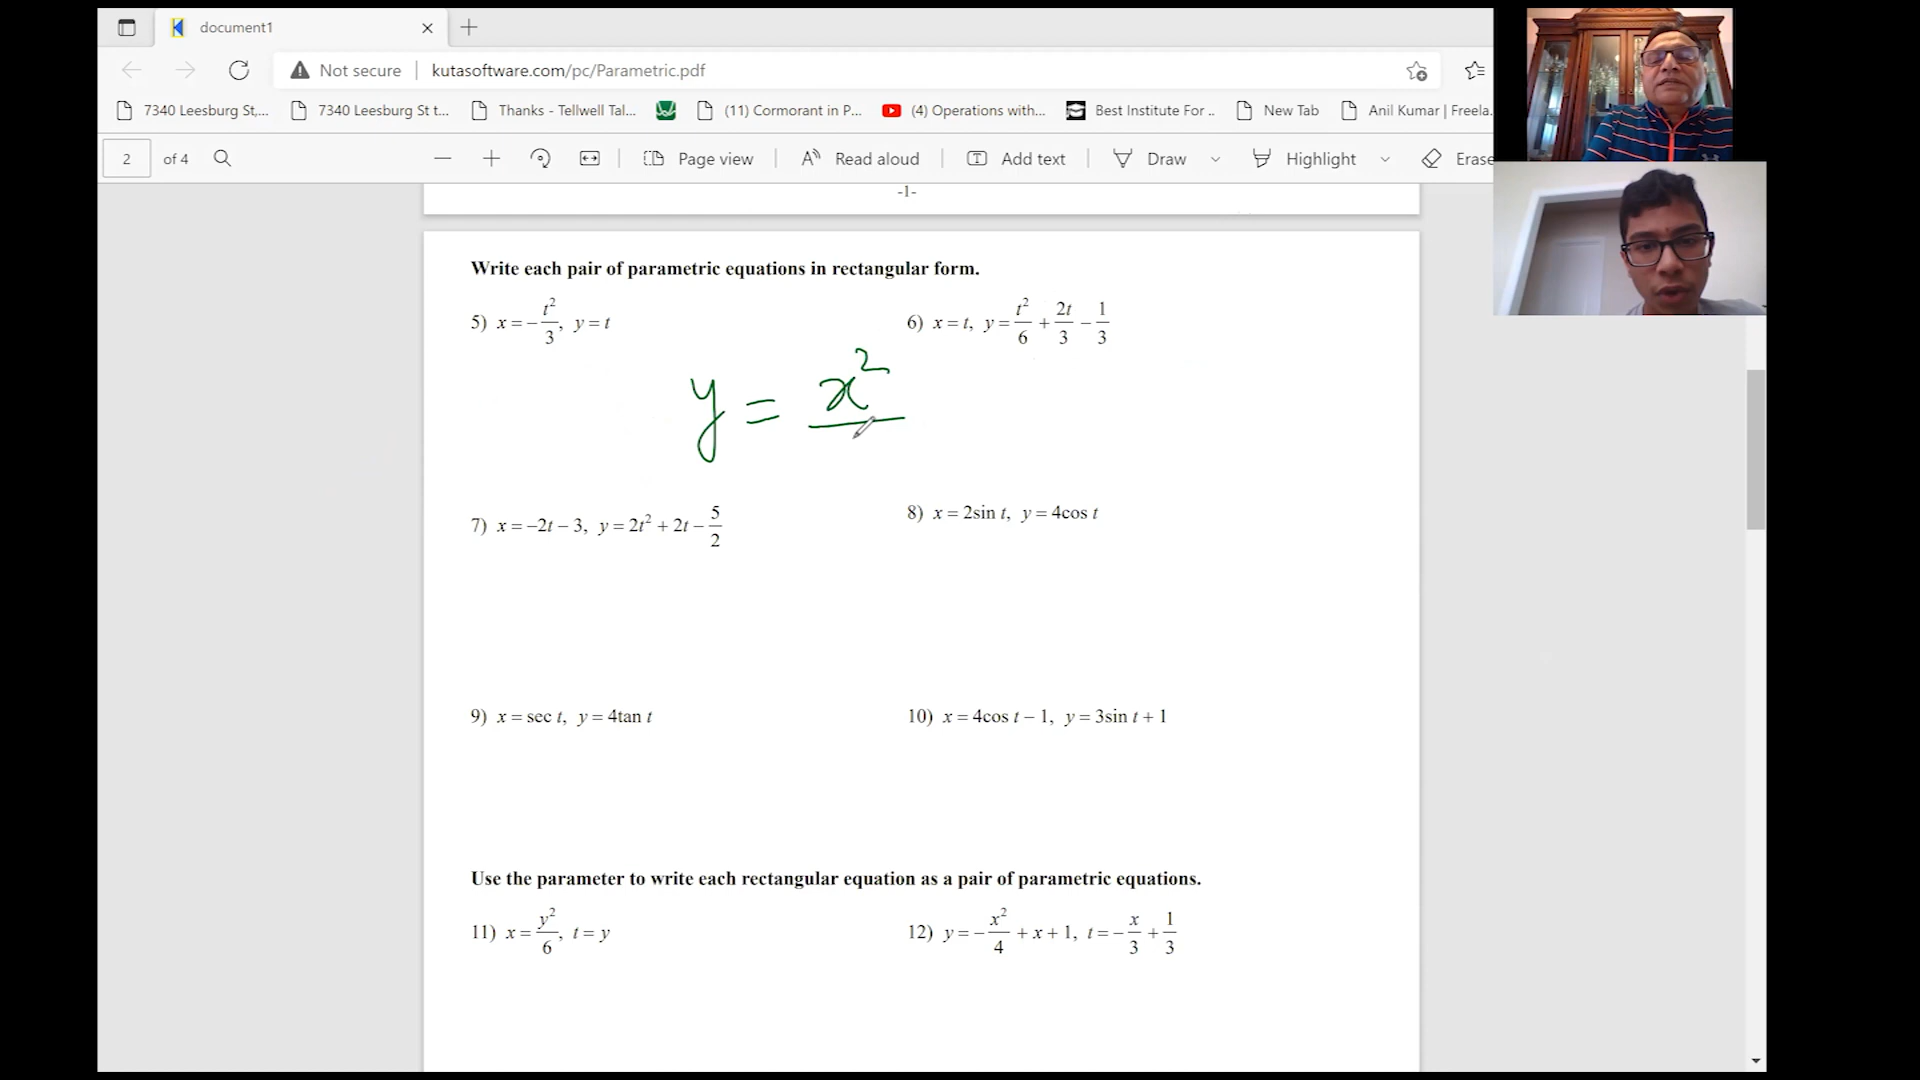 document1
Not secure kutasoftware.com/pc/Parametric.pdf
7340 Leesburg St,... 7340 Leesburg St t... Thanks - Tellwell Tal... (11) Cormorant in P... (4) Operations with... Best Institute For .. New Tab Anil Kumar | Freela.
2 of 4 Page view Read aloud Add text Draw Highlight Erase
-1-
Write each pair of parametric equations in rectangular form.
5) x = −t²/3, y = t 6) x = t, y = t²/6 + 2t/3 − 1/3
y = x²
7) x = −2t − 3, y = 2t² + 2t − 5/2 8) x = 2sin t, y = 4cos t
9) x = sec t, y = 4tan t 10) x = 4cos t − 1, y = 3sin t + 1
Use the parameter to write each rectangular equation as a pair of parametric equations.
11) x = y²/6, t = y 12) y = −x²/4 + x + 1, t = −x/3 + 1/3